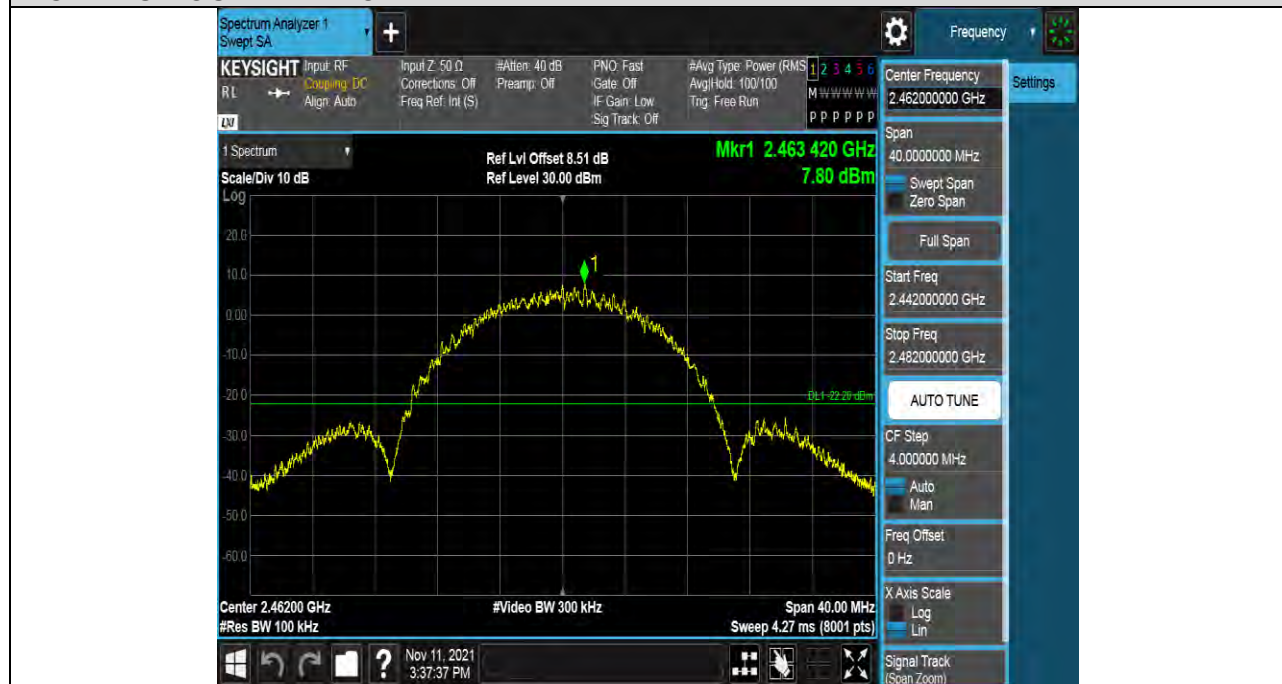 Spectrum Analyzer 1
Swept SA
+
Frequency
KEYSIGHT
RL
LXI
Input: RF
Coupling: DC
Align: Auto
Input Z: 50 Ω
Corrections: Off
Freq Ref: Int (S)
#Atten: 40 dB
Preamp: Off
PNO: Fast
Gate: Off
IF Gain: Low
Sig Track: Off
#Avg Type: Power (RMS
Avg|Hold: 100/100
Trig: Free Run
1 2 3 4 5 6
M W W W W W
P P P P P P
1 Spectrum
Scale/Div 10 dB
Log
Ref Lvl Offset 8.51 dB
Ref Level 30.00 dBm
Mkr1 2.463 420 GHz
7.80 dBm
20.0
10.0
0.00
-10.0
-20.0
-30.0
-40.0
-50.0
-60.0
1
DL1 -22.20 dBm
Center 2.46200 GHz
#Res BW 100 kHz
#Video BW 300 kHz
Span 40.00 MHz
Sweep 4.27 ms (8001 pts)
?
Nov 11, 2021
3:37:37 PM
Center Frequency
2.462000000 GHz
Span
40.0000000 MHz
Swept Span
Zero Span
Full Span
Start Freq
2.442000000 GHz
Stop Freq
2.482000000 GHz
AUTO TUNE
CF Step
4.000000 MHz
Auto
Man
Freq Offset
0 Hz
X Axis Scale
Log
Lin
Signal Track
(Span Zoom)
Settings